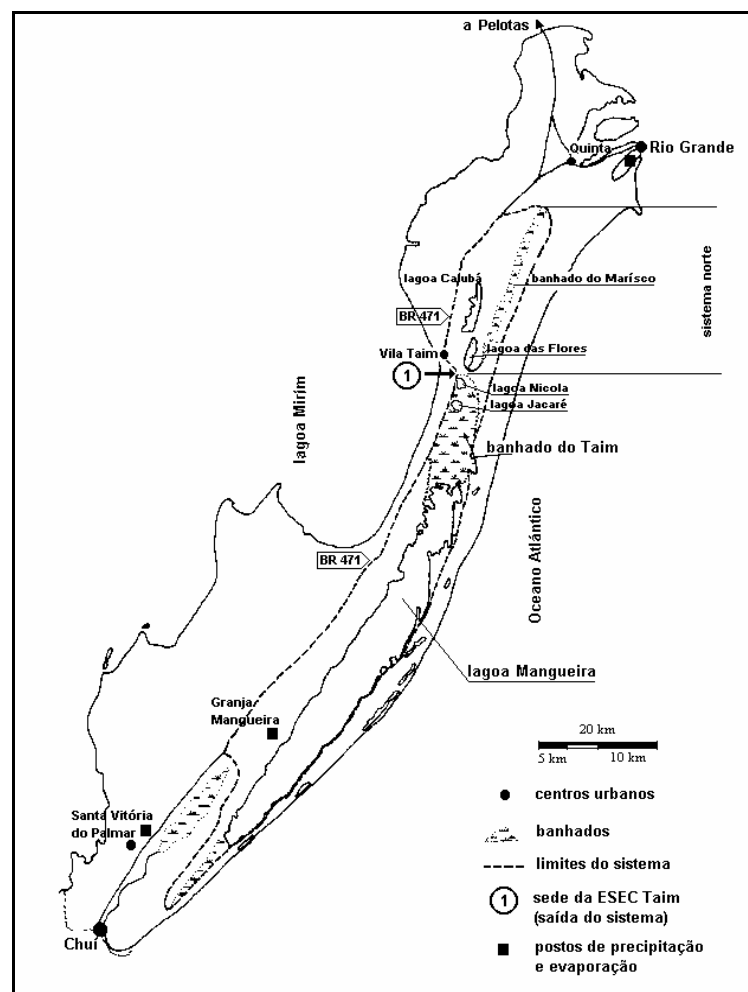 a Pelotas
Quinta
Rio Grande
lagoa Caiubá
banhado do Marísco
sistema norte
BR 471
Vila Taim
lagoa das Flores
1
lagoa Nicola
lagoa Jacaré
lagoa Mirím
banhado do Taim
Oceano Atlântico
BR 471
lagoa Mangueira
Granja
Mangueira
20 km
5 km 10 km
Santa Vitória
do Palmar
centros urbanos
banhados
limites do sistema
1 sede da ESEC Taim
(saída do sistema)
Chuí
postos de precipitação
e evaporação